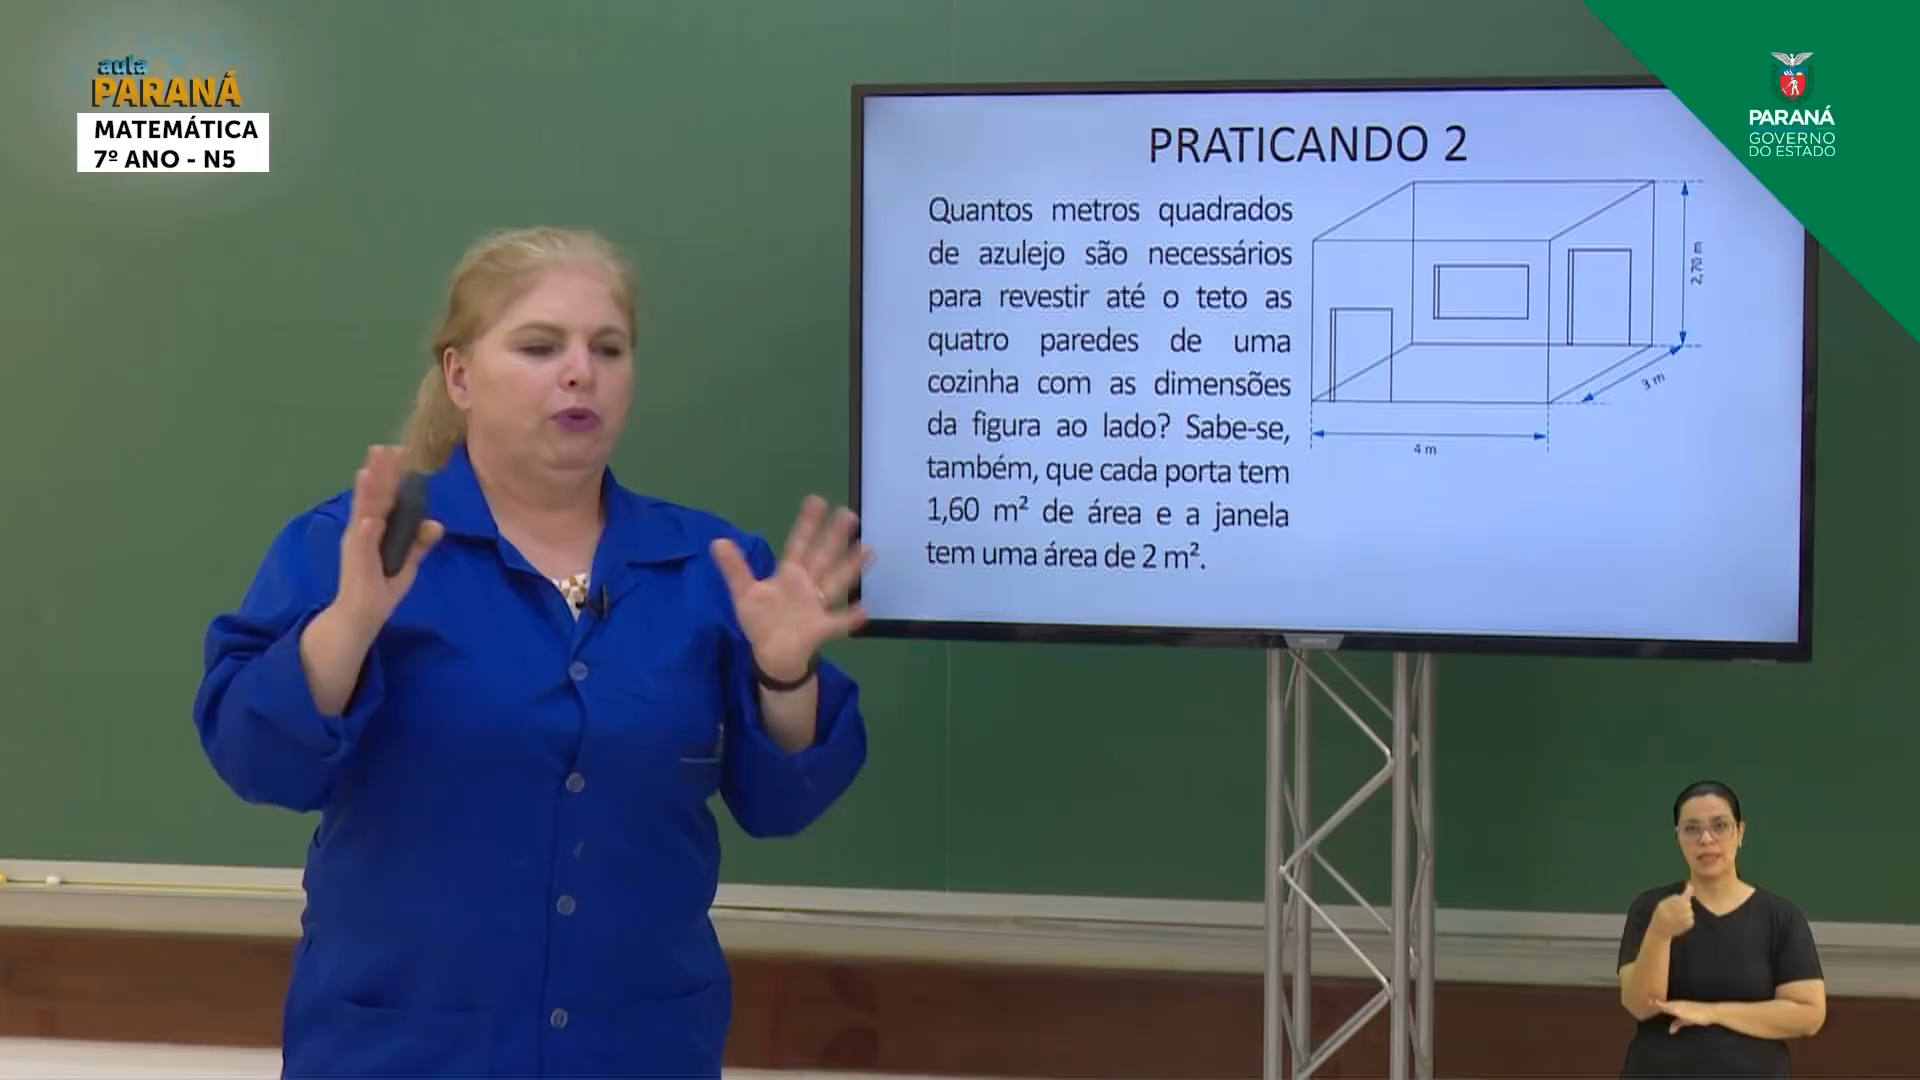 aula
PARANÁ
MATEMÁTICA
7º ANO - N5
PARANÁ
GOVERNO
DO ESTADO
PRATICANDO 2
Quantos metros quadrados
de azulejo são necessários
para revestir até o teto as
quatro paredes de uma
cozinha com as dimensões
da figura ao lado? Sabe-se,
também, que cada porta tem
1,60 m² de área e a janela
tem uma área de 2 m².
2,70 m
3 m
4 m